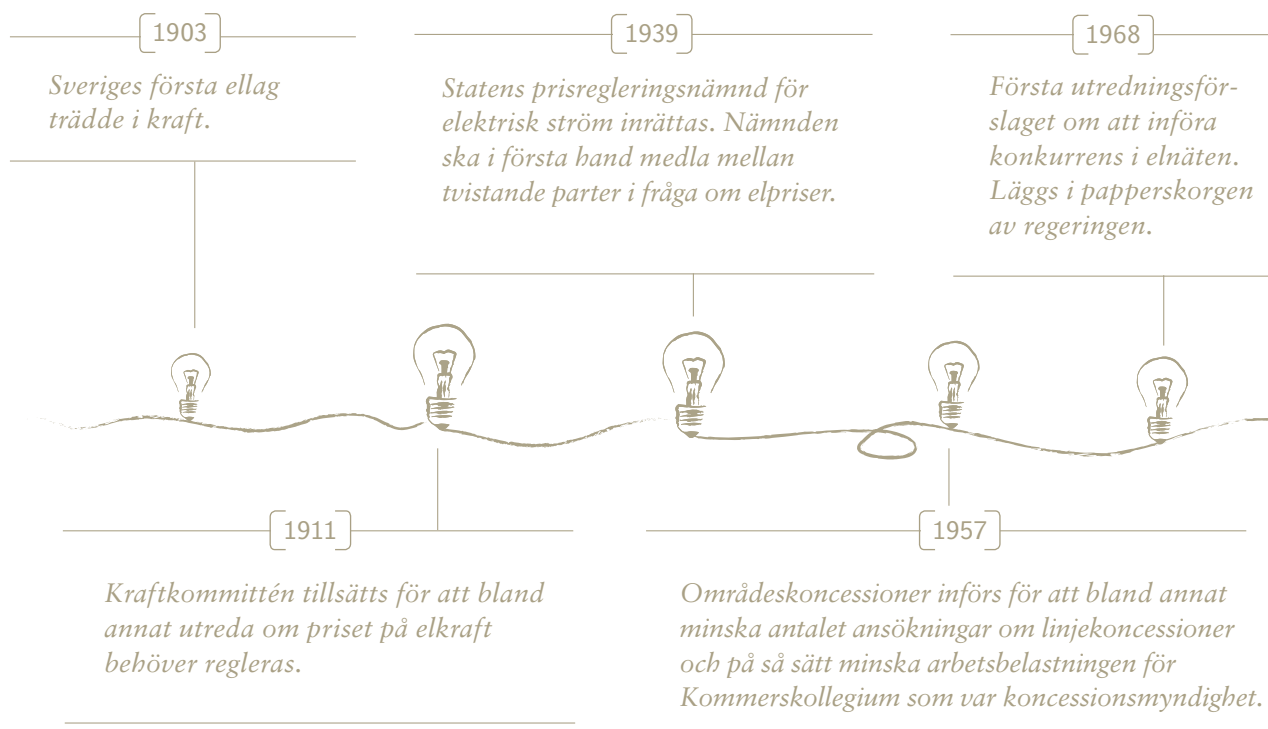 1903
Sveriges första ellag
trädde i kraft.
1911
Kraftkommittén tillsätts för att bland
annat utreda om priset på elkraft
behöver regleras.
1939
Statens prisregleringsnämnd för
elektrisk ström inrättas. Nämnden
ska i första hand medla mellan
tvistande parter i fråga om elpriser.
1957
Områdeskoncessioner införs för att bland annat
minska antalet ansökningar om linjekoncessioner
och på så sätt minska arbetsbelastningen för
Kommerskollegium som var koncessionsmyndighet.
1968
Första utredningsför-
slaget om att införa
konkurrens i elnäten.
Läggs i papperskorgen
av regeringen.